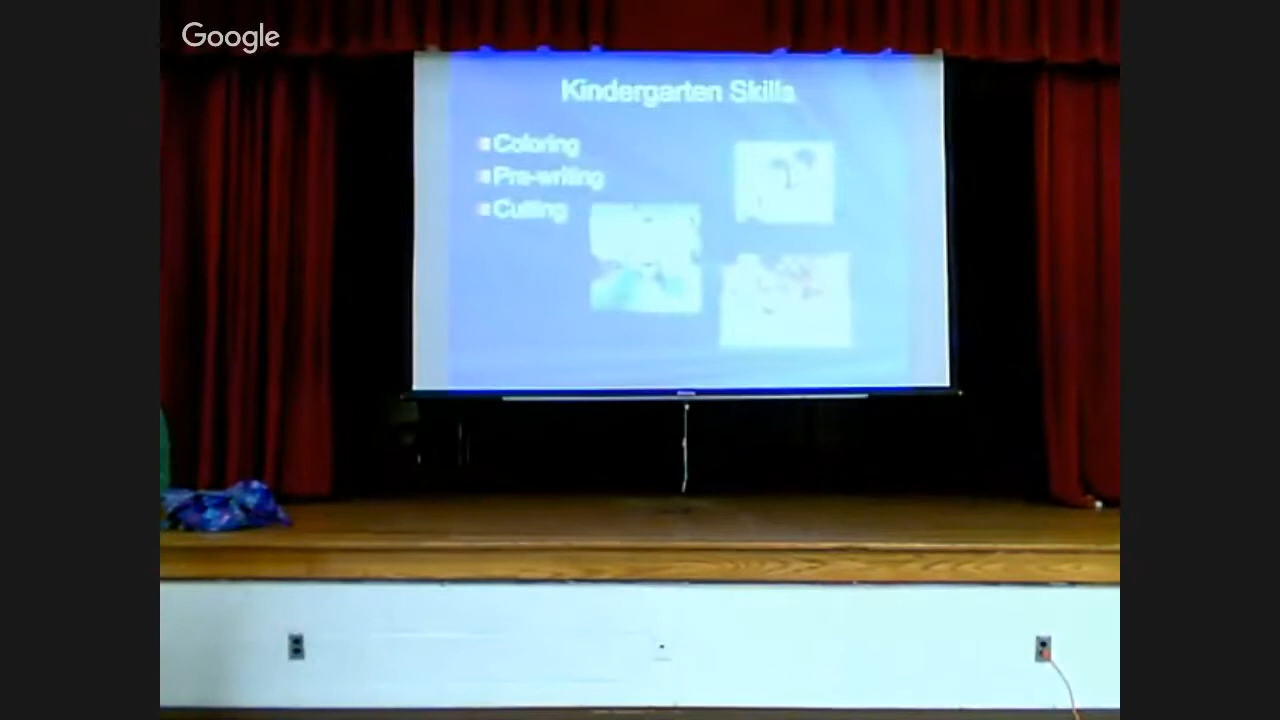 Google
Kindergarten Skills
Coloring
Pre-writing
Cutting